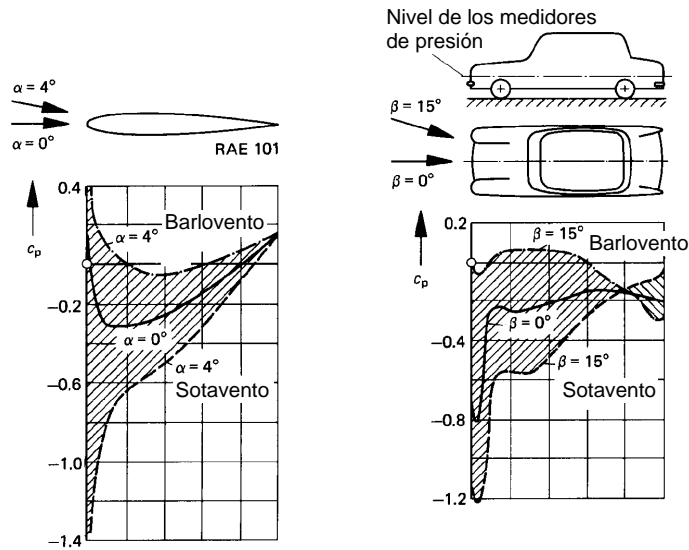 Nivel de los medidores
de presión
α = 4°
α = 0°
RAE 101
β = 15°
β = 0°
0.4
Barlovento
α = 4°
cp
-0.2
α = 0°
α = 4°
-0.6
Sotavento
-1.0
-1.4
0.2
β = 15°
Barlovento
cp
β = 0°
-0.4
β = 15°
Sotavento
-0.8
-1.2